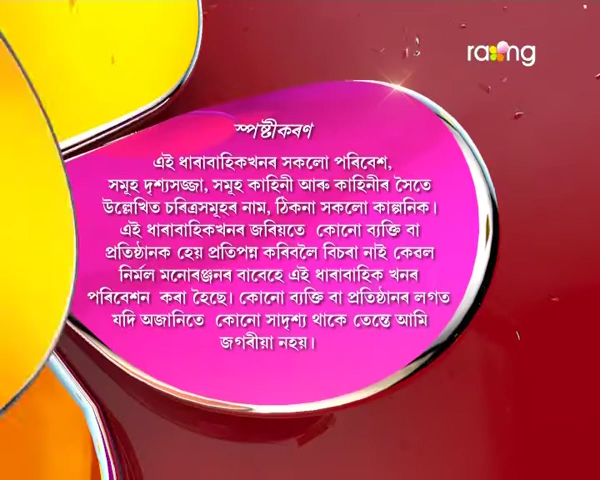 rang
স্পষ্টীকৰণ
এই ধাৰাবাহিকখনৰ সকলো পৰিবেশ,
সমূহ দৃশ্যসজ্জা, সমূহ কাহিনী আৰু কাহিনীৰ সৈতে
উল্লেখিত চৰিত্ৰসমূহৰ নাম, ঠিকনা সকলো কাল্পনিক।
এই ধাৰাবাহিকখনৰ জৰিয়তে কোনো ব্যক্তি বা
প্ৰতিষ্ঠানক হেয় প্ৰতিপন্ন কৰিবলৈ বিচৰা নাই কেৱল
নিৰ্মল মনোৰঞ্জনৰ বাবেহে এই ধাৰাবাহিক খনৰ
পৰিবেশন কৰা হৈছে। কোনো ব্যক্তি বা প্ৰতিষ্ঠানৰ লগত
যদি অজানিতে কোনো সাদৃশ্য থাকে তেন্তে আমি
জগৰীয়া নহয়।